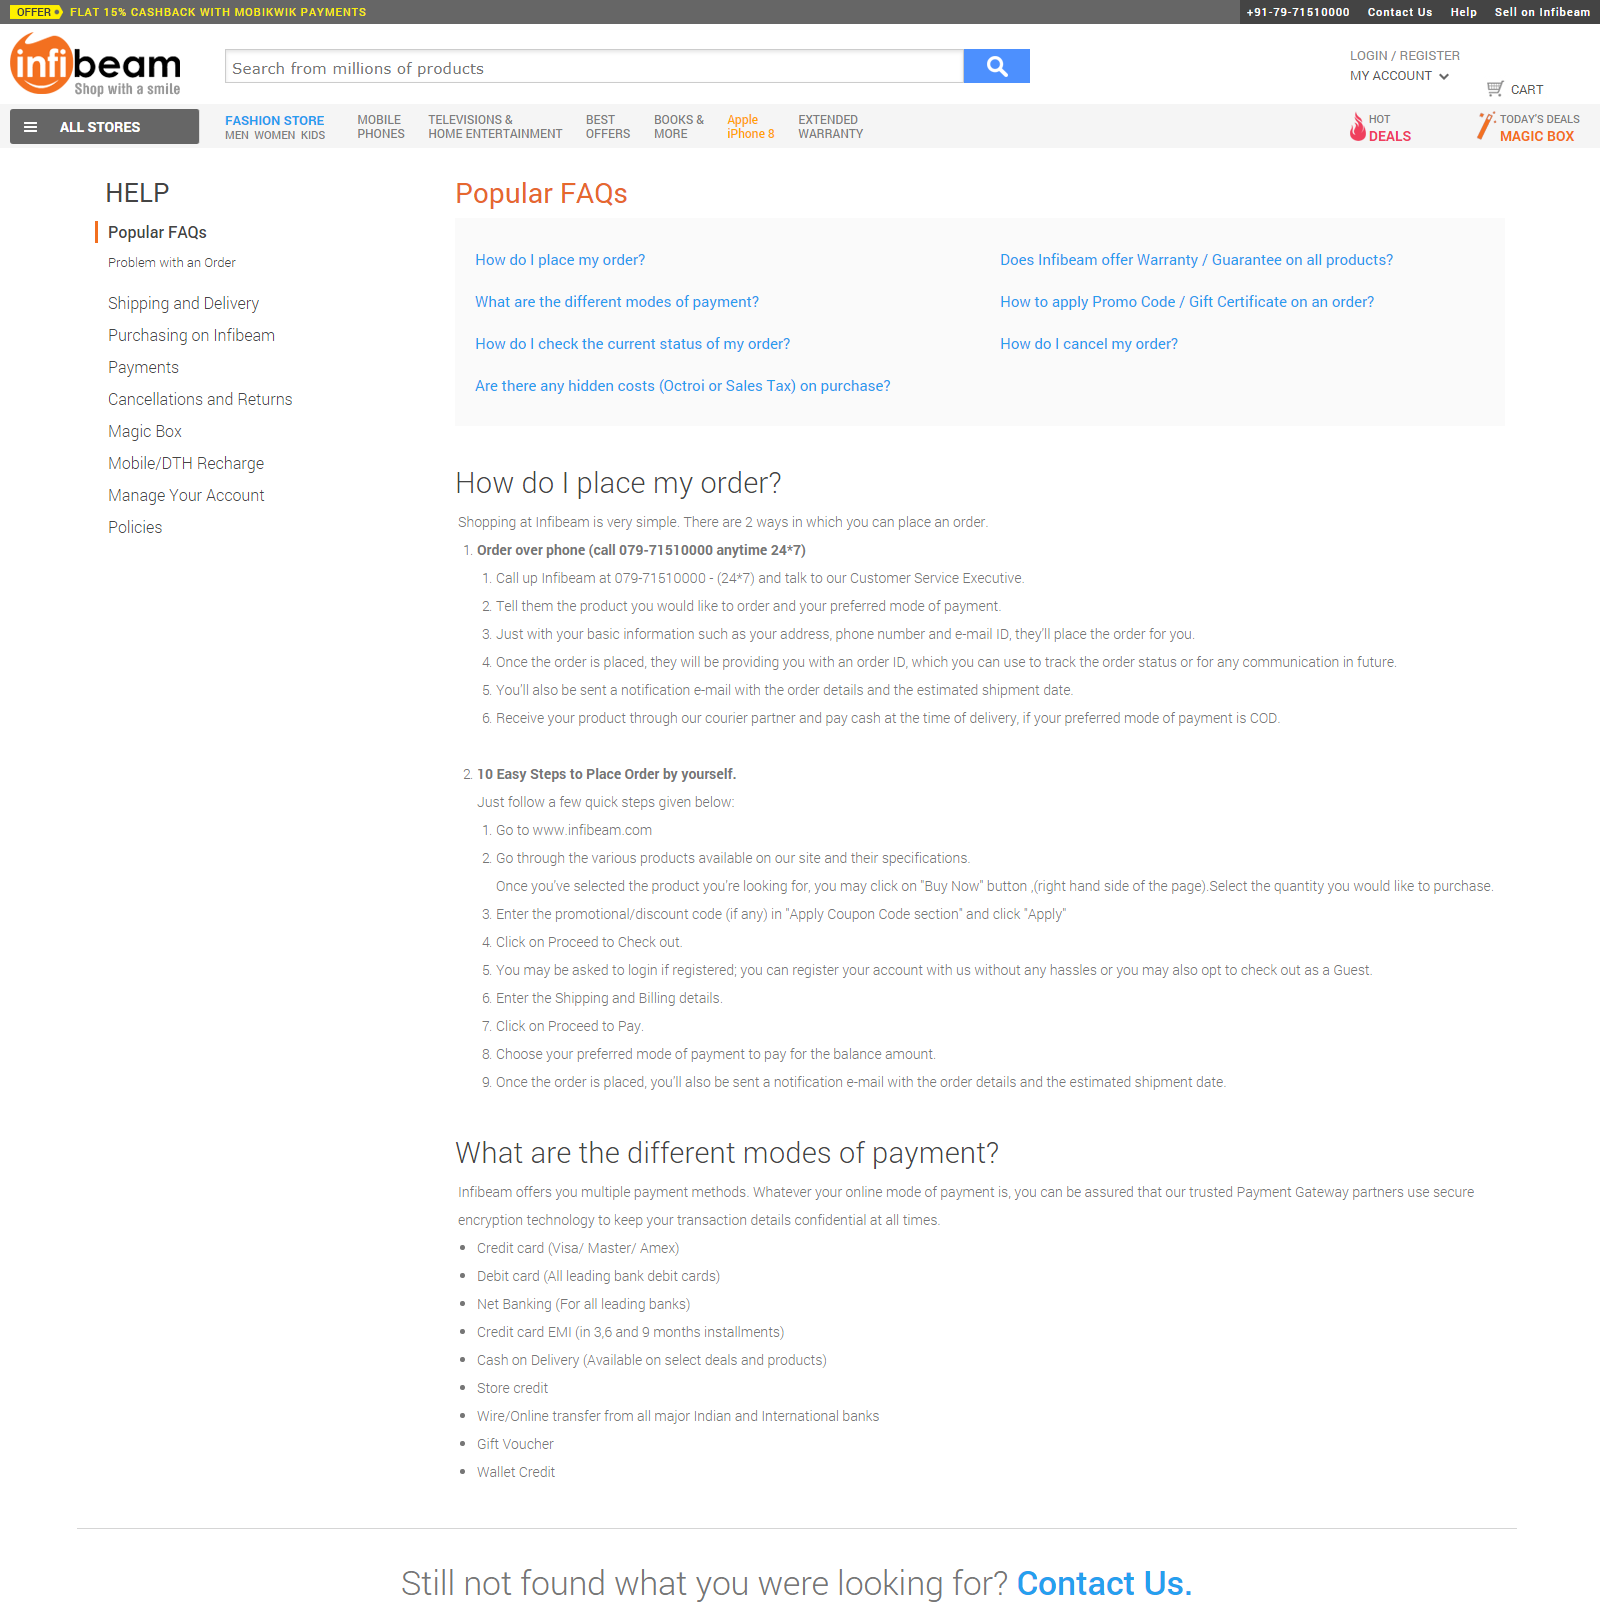 OFFER FLAT 15% CASHBACK WITH MOBIKWIK PAYMENTS
+91-79-71510000 Contact Us Help Sell on Infibeam
infibeam
Shop with a smile
Search from millions of products
LOGIN / REGISTER
MY ACCOUNT
CART
ALL STORES
FASHION STORE
MEN WOMEN KIDS
MOBILE
PHONES
TELEVISIONS &
HOME ENTERTAINMENT
BEST
OFFERS
BOOKS &
MORE
Apple
iPhone 8
EXTENDED
WARRANTY
HOT
DEALS
TODAY'S DEALS
MAGIC BOX
HELP
Popular FAQs
Problem with an Order
Shipping and Delivery
Purchasing on Infibeam
Payments
Cancellations and Returns
Magic Box
Mobile/DTH Recharge
Manage Your Account
Policies
Popular FAQs
How do I place my order?
Does Infibeam offer Warranty / Guarantee on all products?
What are the different modes of payment?
How to apply Promo Code / Gift Certificate on an order?
How do I check the current status of my order?
How do I cancel my order?
Are there any hidden costs (Octroi or Sales Tax) on purchase?
How do I place my order?
Shopping at Infibeam is very simple. There are 2 ways in which you can place an order.
1. Order over phone (call 079-71510000 anytime 24*7)
1. Call up Infibeam at 079-71510000 - (24*7) and talk to our Customer Service Executive.
2. Tell them the product you would like to order and your preferred mode of payment.
3. Just with your basic information such as your address, phone number and e-mail ID, they'll place the order for you.
4. Once the order is placed, they will be providing you with an order ID, which you can use to track the order status or for any communication in future.
5. You'll also be sent a notification e-mail with the order details and the estimated shipment date.
6. Receive your product through our courier partner and pay cash at the time of delivery, if your preferred mode of payment is COD.
2. 10 Easy Steps to Place Order by yourself.
Just follow a few quick steps given below:
1. Go to www.infibeam.com
2. Go through the various products available on our site and their specifications.
Once you've selected the product you're looking for, you may click on "Buy Now" button ,(right hand side of the page).Select the quantity you would like to purchase.
3. Enter the promotional/discount code (if any) in "Apply Coupon Code section" and click "Apply"
4. Click on Proceed to Check out.
5. You may be asked to login if registered; you can register your account with us without any hassles or you may also opt to check out as a Guest.
6. Enter the Shipping and Billing details.
7. Click on Proceed to Pay.
8. Choose your preferred mode of payment to pay for the balance amount.
9. Once the order is placed, you'll also be sent a notification e-mail with the order details and the estimated shipment date.
What are the different modes of payment?
Infibeam offers you multiple payment methods. Whatever your online mode of payment is, you can be assured that our trusted Payment Gateway partners use secure
encryption technology to keep your transaction details confidential at all times.
• Credit card (Visa/ Master/ Amex)
• Debit card (All leading bank debit cards)
• Net Banking (For all leading banks)
• Credit card EMI (in 3,6 and 9 months installments)
• Cash on Delivery (Available on select deals and products)
• Store credit
• Wire/Online transfer from all major Indian and International banks
• Gift Voucher
• Wallet Credit
Still not found what you were looking for? Contact Us.